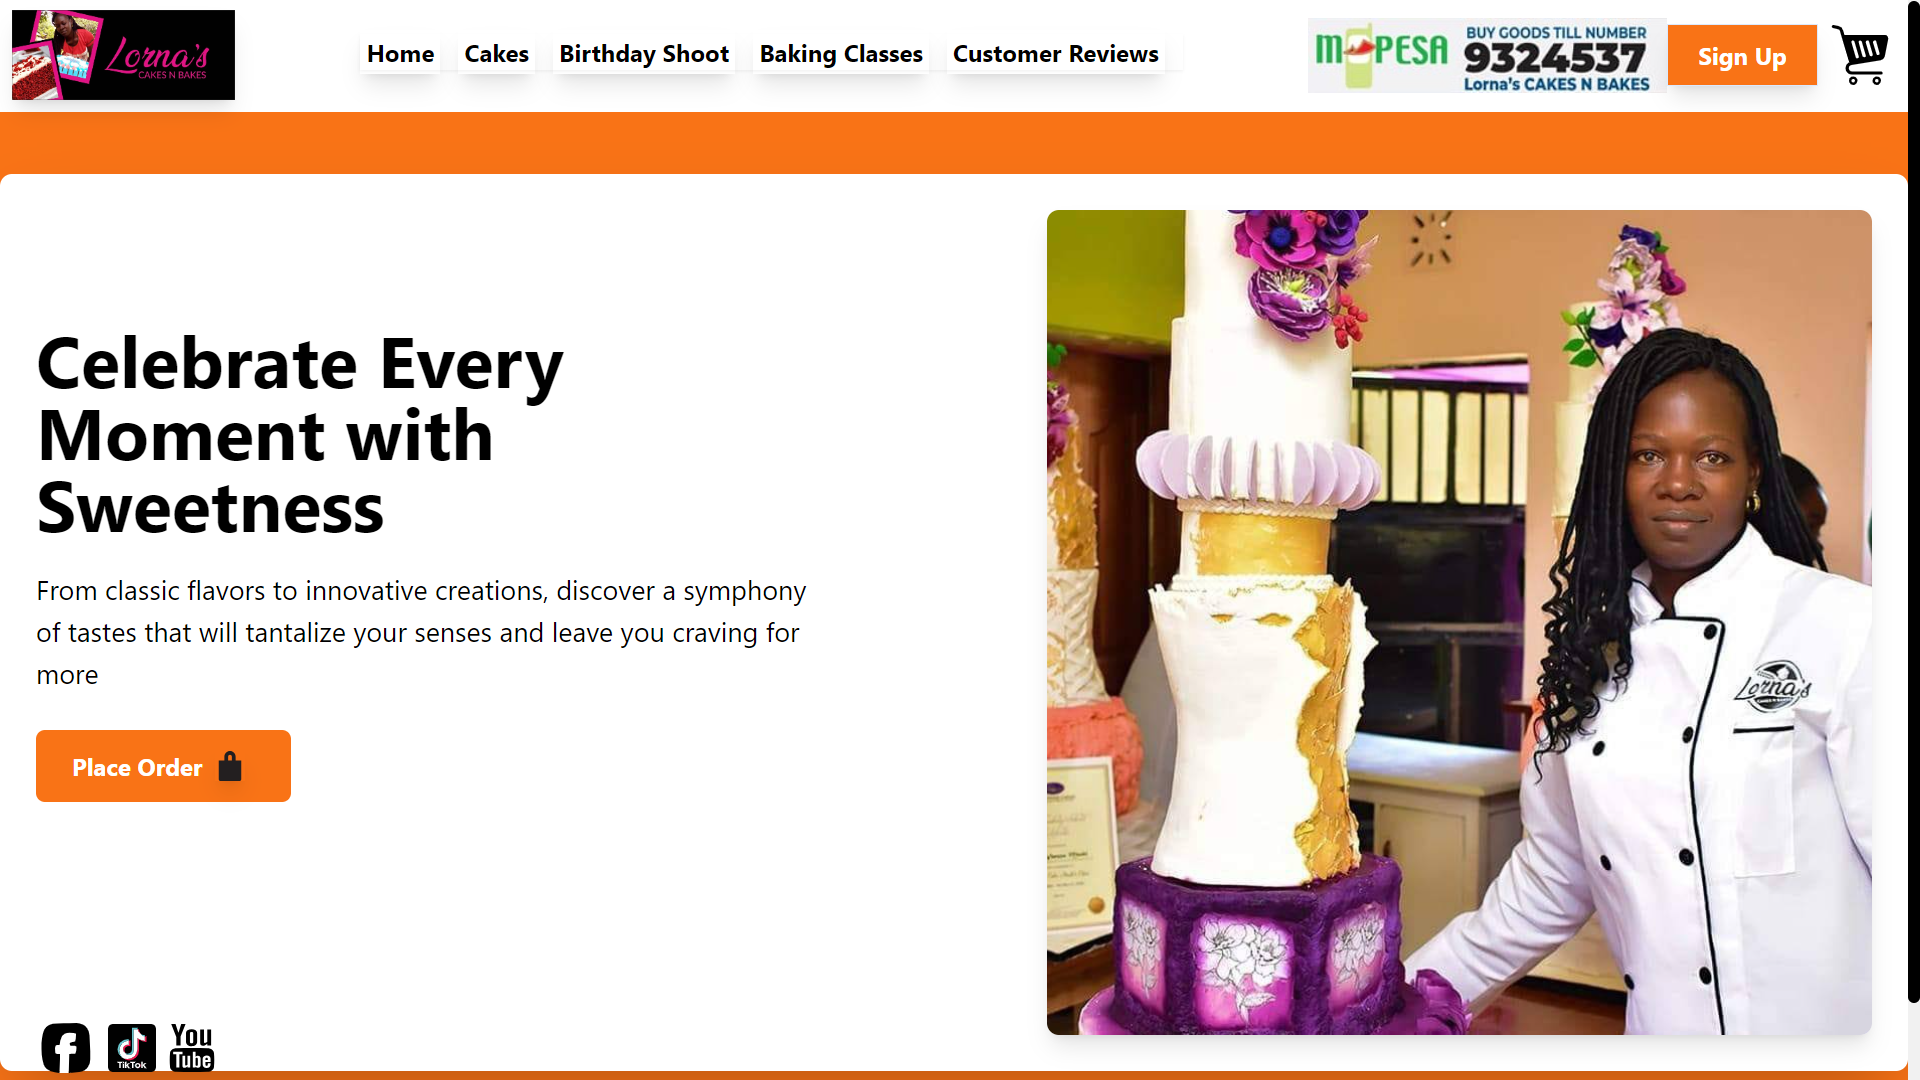 Lorna's
CAKES N BAKES
Home
Cakes
Birthday Shoot
Baking Classes
Customer Reviews
M PESA
BUY GOODS TILL NUMBER
9324537
Lorna's CAKES N BAKES
Sign Up
Celebrate Every
Moment with
Sweetness
From classic flavors to innovative creations, discover a symphony
of tastes that will tantalize your senses and leave you craving for
more
Place Order
Lorna's
TikTok
You
Tube